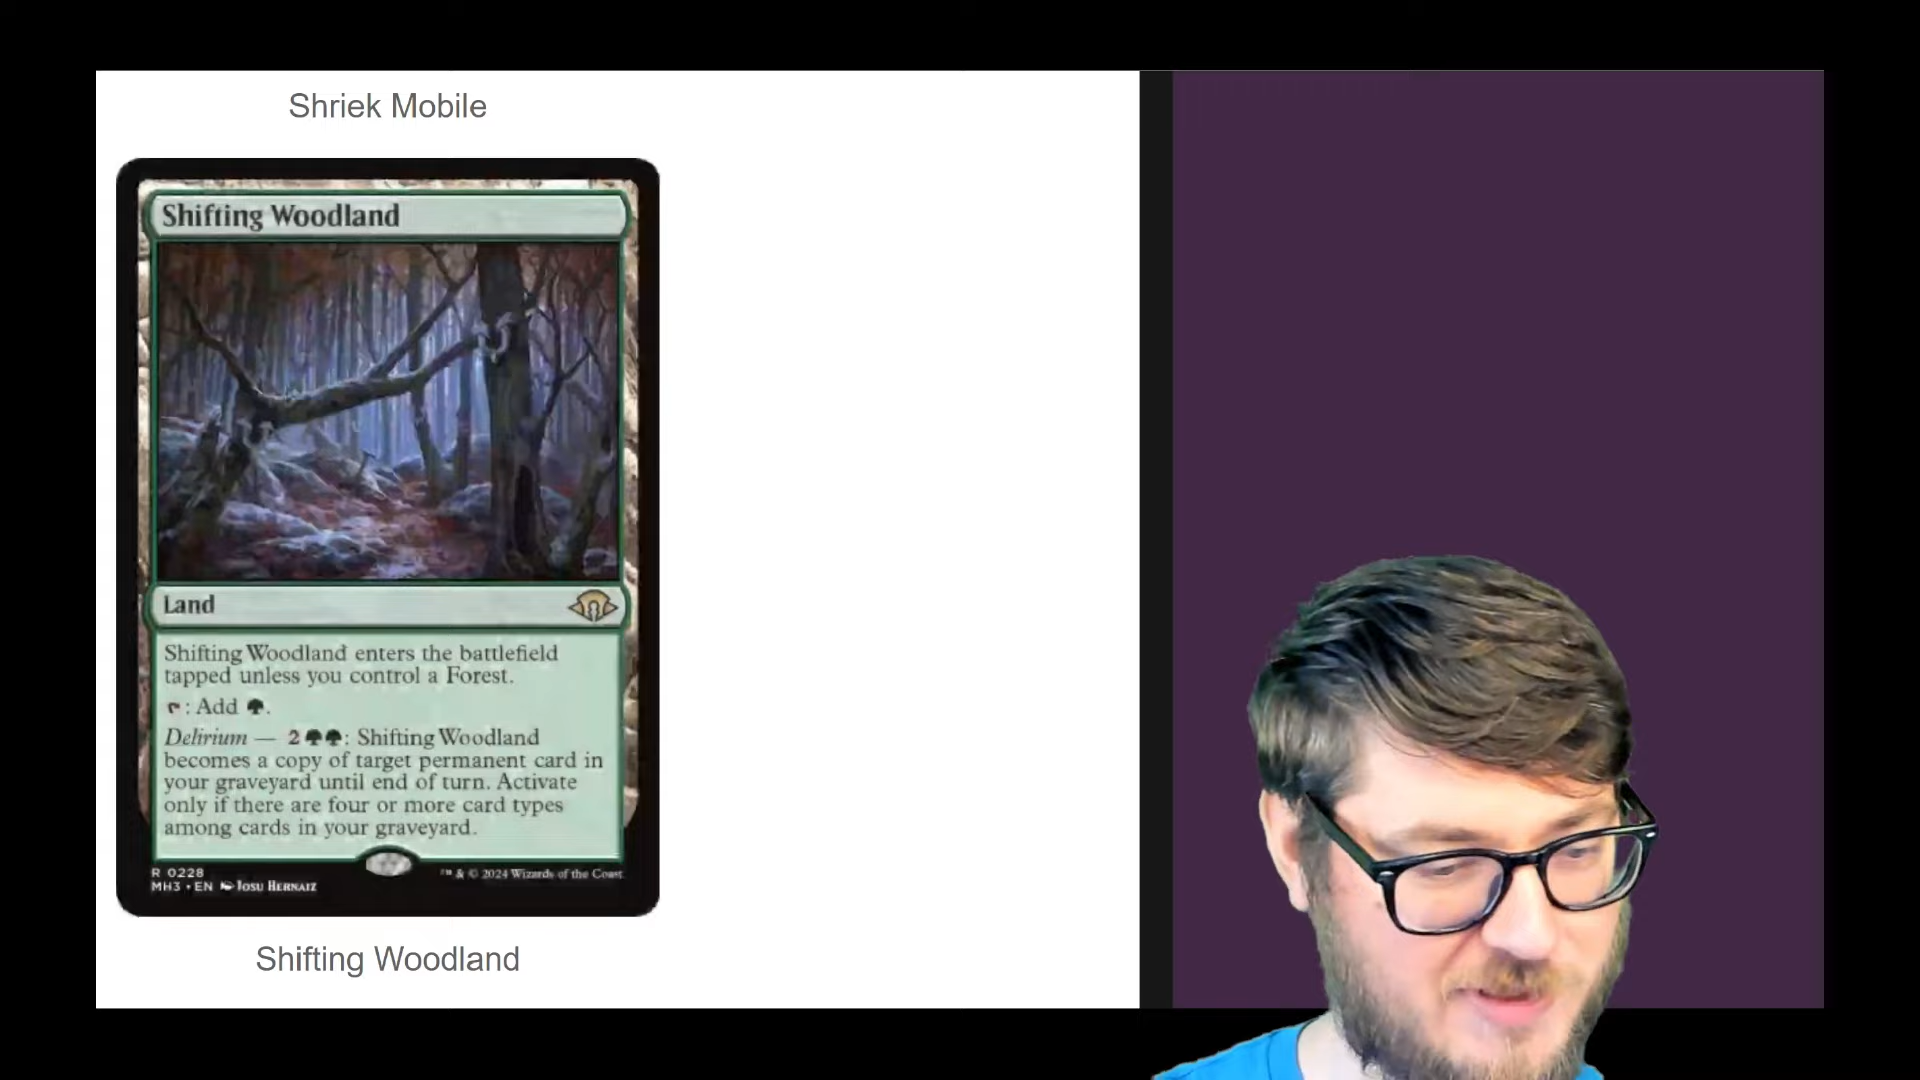 Shriek Mobile
Shifting Woodland
Land
Shifting Woodland enters the battlefield
tapped unless you control a Forest.
: Add .
Delirium — 2 : Shifting Woodland
becomes a copy of target permanent card in
your graveyard until end of turn. Activate
only if there are four or more card types
among cards in your graveyard.
R 0228
MH3 • EN Josu Hernaiz
™ & © 2024 Wizards of the Coast
Shifting Woodland